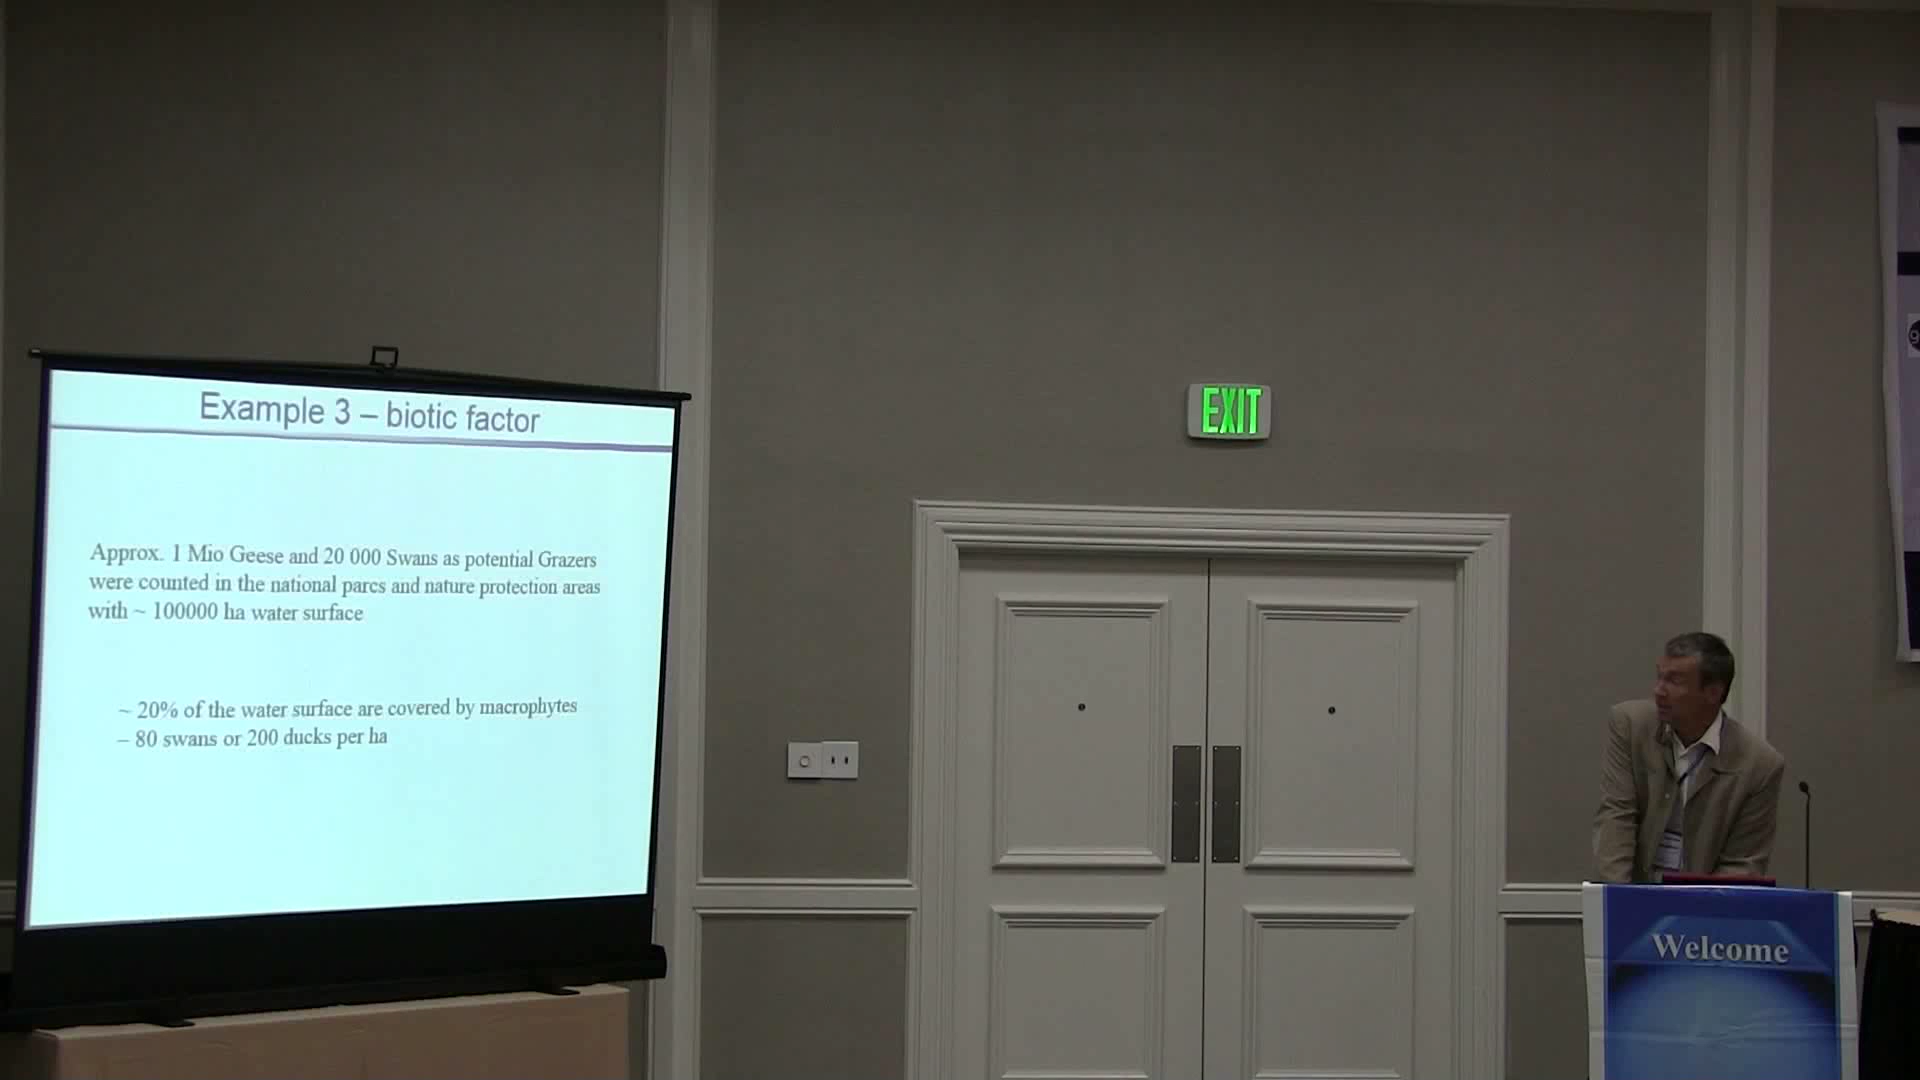 Example 3 – biotic factor
Approx. 1 Mio Geese and 20 000 Swans as potential Grazers
were counted in the national parcs and nature protection areas
with ~ 100000 ha water surface
~ 20% of the water surface are covered by macrophytes
– 80 swans or 200 ducks per ha
EXIT
Welcome